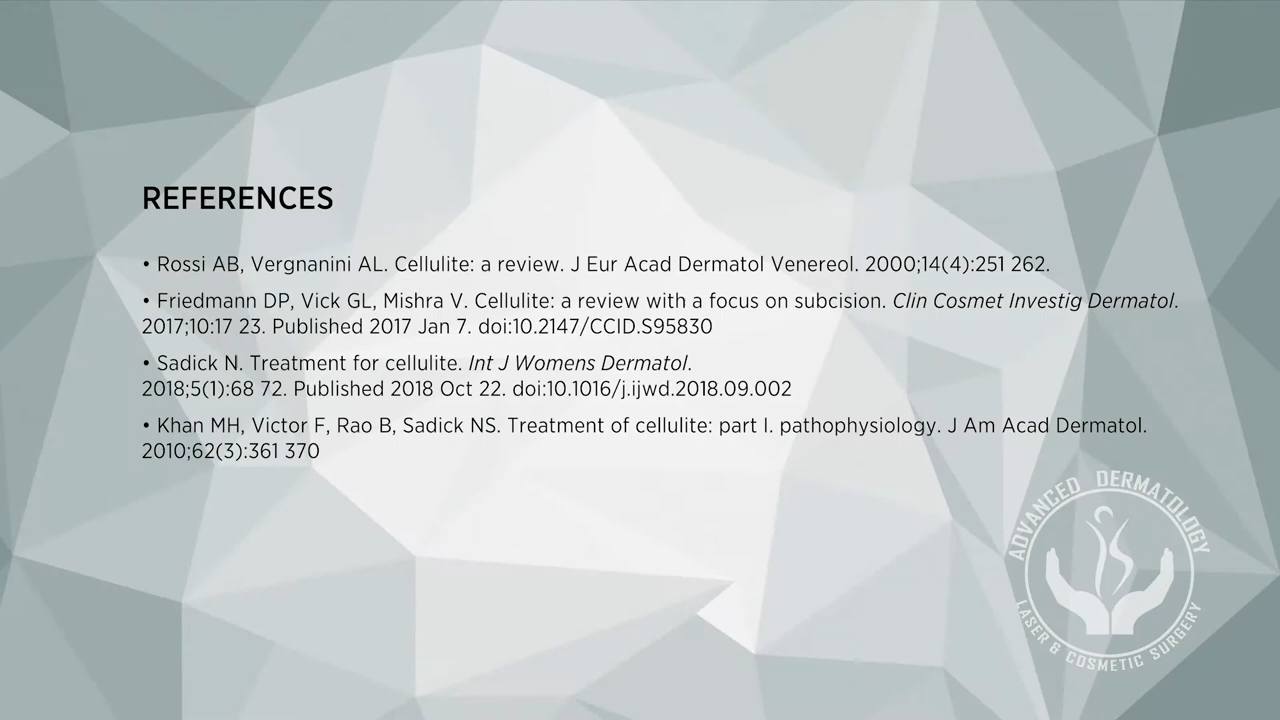 REFERENCES
• Rossi AB, Vergnanini AL. Cellulite: a review. J Eur Acad Dermatol Venereol. 2000;14(4):251 262.
• Friedmann DP, Vick GL, Mishra V. Cellulite: a review with a focus on subcision. Clin Cosmet Investig Dermatol.
2017;10:17 23. Published 2017 Jan 7. doi:10.2147/CCID.S95830
• Sadick N. Treatment for cellulite. Int J Womens Dermatol.
2018;5(1):68 72. Published 2018 Oct 22. doi:10.1016/j.ijwd.2018.09.002
• Khan MH, Victor F, Rao B, Sadick NS. Treatment of cellulite: part I. pathophysiology. J Am Acad Dermatol.
2010;62(3):361 370
ADVANCED DERMATOLOGY
LASER & COSMETIC SURGERY